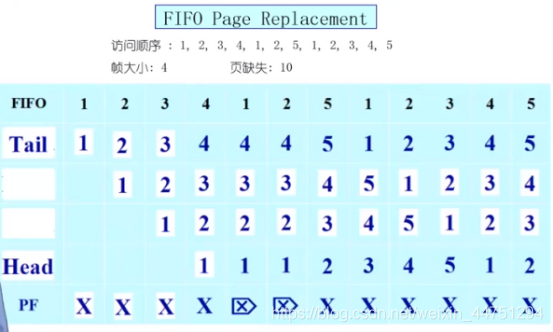 FIFO Page Replacement
访问顺序 : 1, 2, 3, 4, 1, 2, 5, 1, 2, 3, 4, 5
帧大小: 4 页缺失: 10
FIFO 1 2 3 4 1 2 5 1 2 3 4 5
Tail 1 2 3 4 4 4 5 1 2 3 4 5
1 2 3 3 3 4 5 1 2 3 4
1 2 2 2 3 4 5 1 2 3
Head 1 1 1 2 3 4 5 1 2
PF X X X X X X X X X X X X
https://blog.csdn.net/weixin_44751294